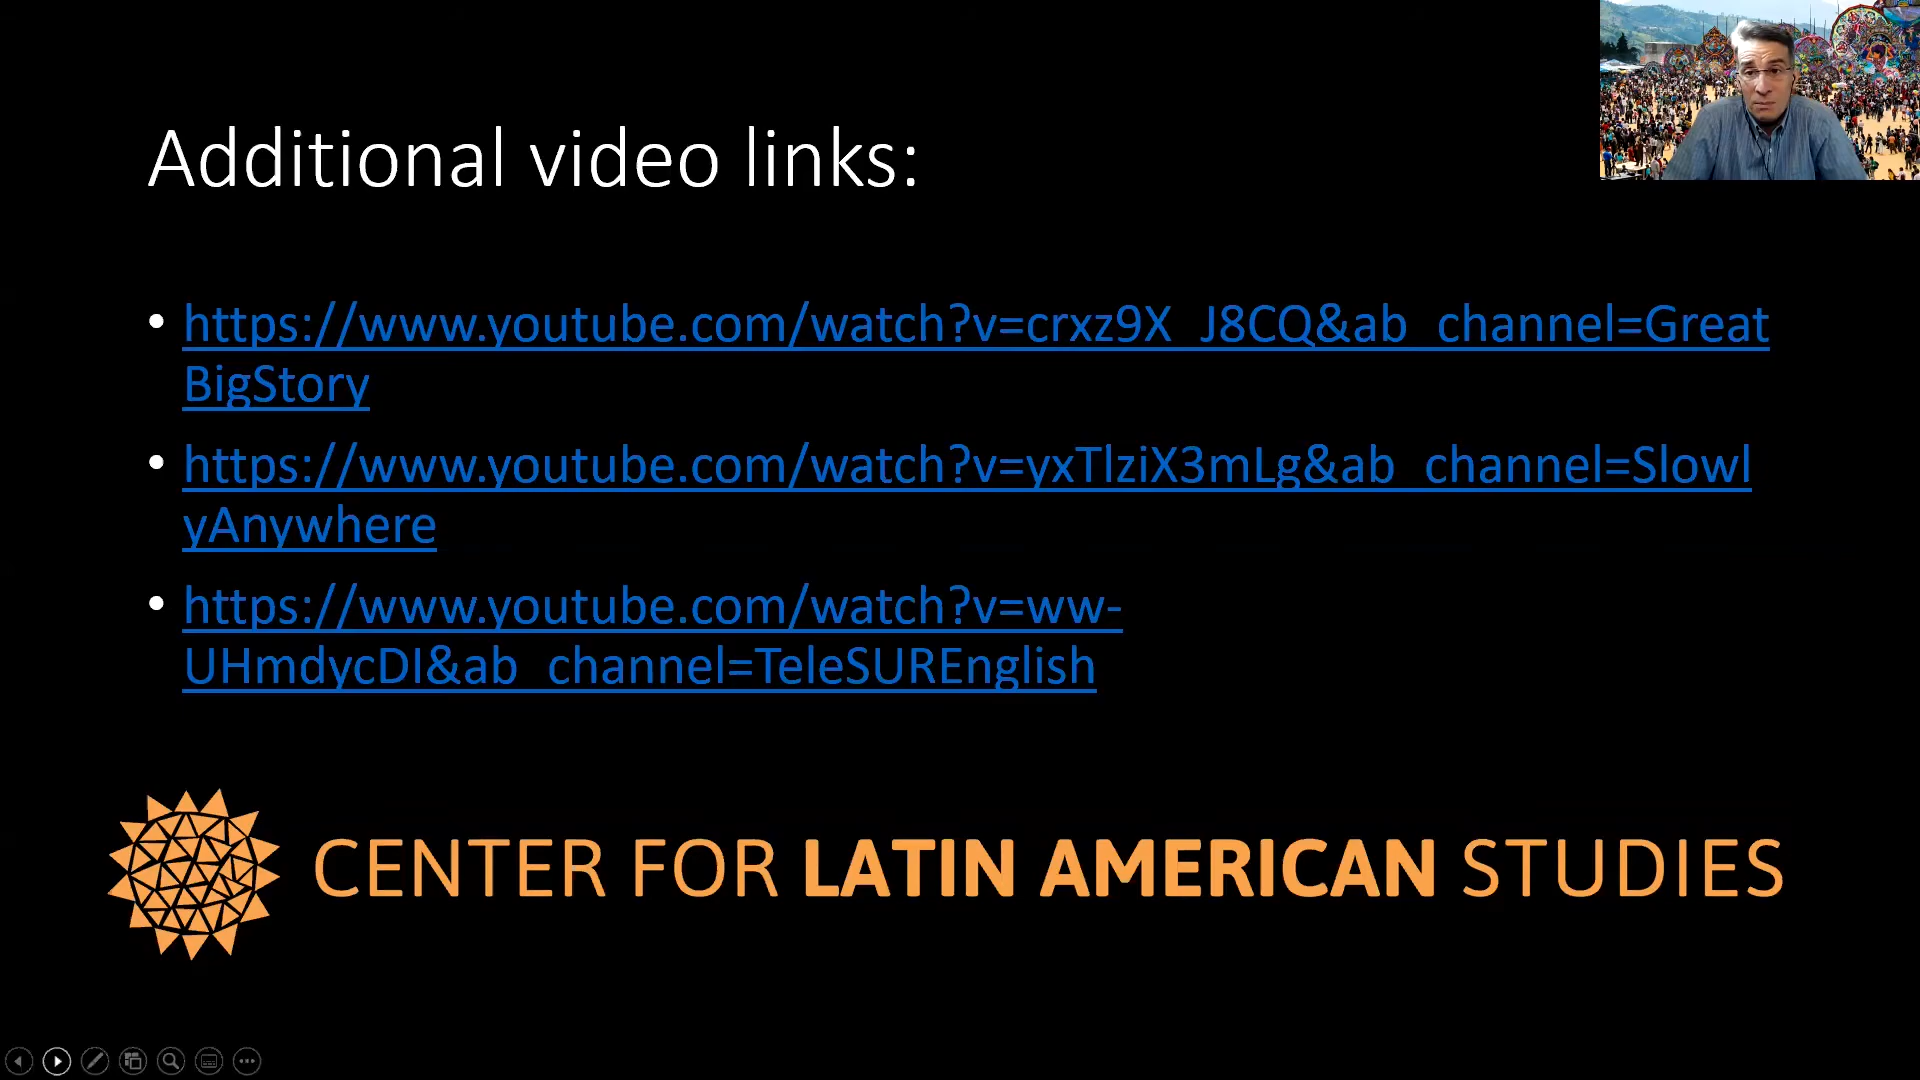 Additional video links:
• https://www.youtube.com/watch?v=crxz9X_J8CQ&ab_channel=Great
BigStory
• https://www.youtube.com/watch?v=yxTlziX3mLg&ab_channel=Slowl
yAnywhere
• https://www.youtube.com/watch?v=ww-
UHmdycDI&ab_channel=TeleSUREnglish
CENTER FOR LATIN AMERICAN STUDIES